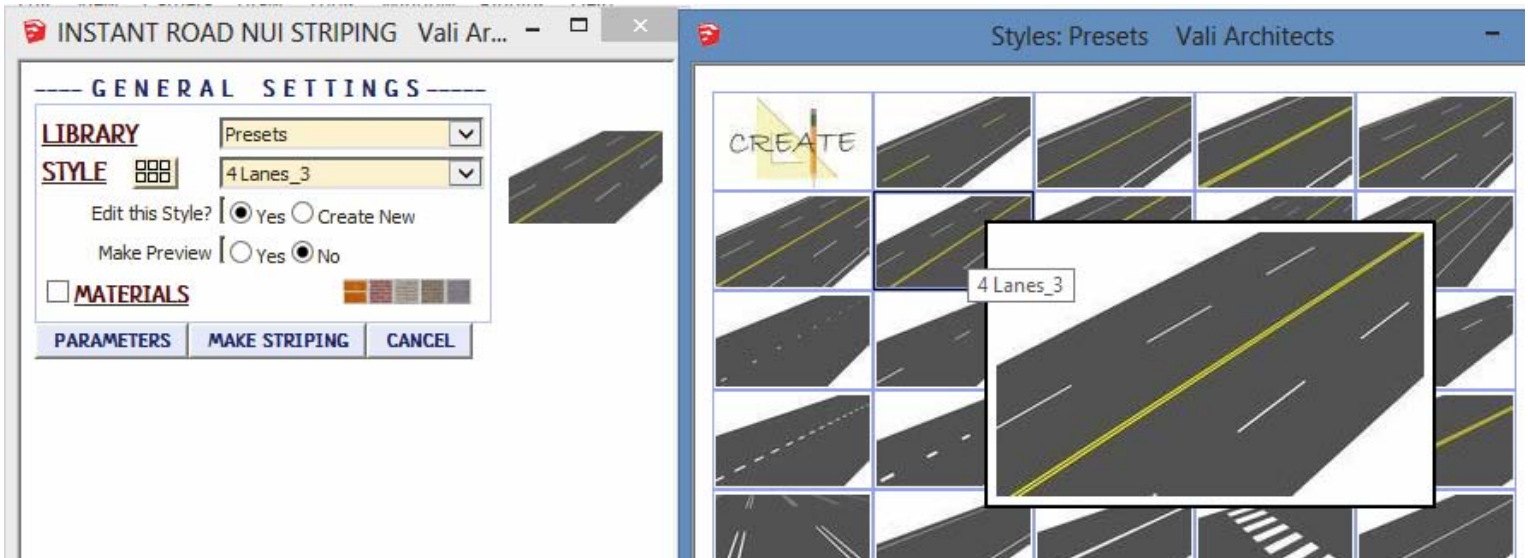 INSTANT ROAD NUI STRIPING Vali Ar...
---- GENERAL SETTINGS-----
LIBRARY Presets
STYLE 4 Lanes_3
Edit this Style? Yes Create New
Make Preview Yes No
MATERIALS
PARAMETERS MAKE STRIPING CANCEL
Styles: Presets Vali Architects
CREATE
4 Lanes_3